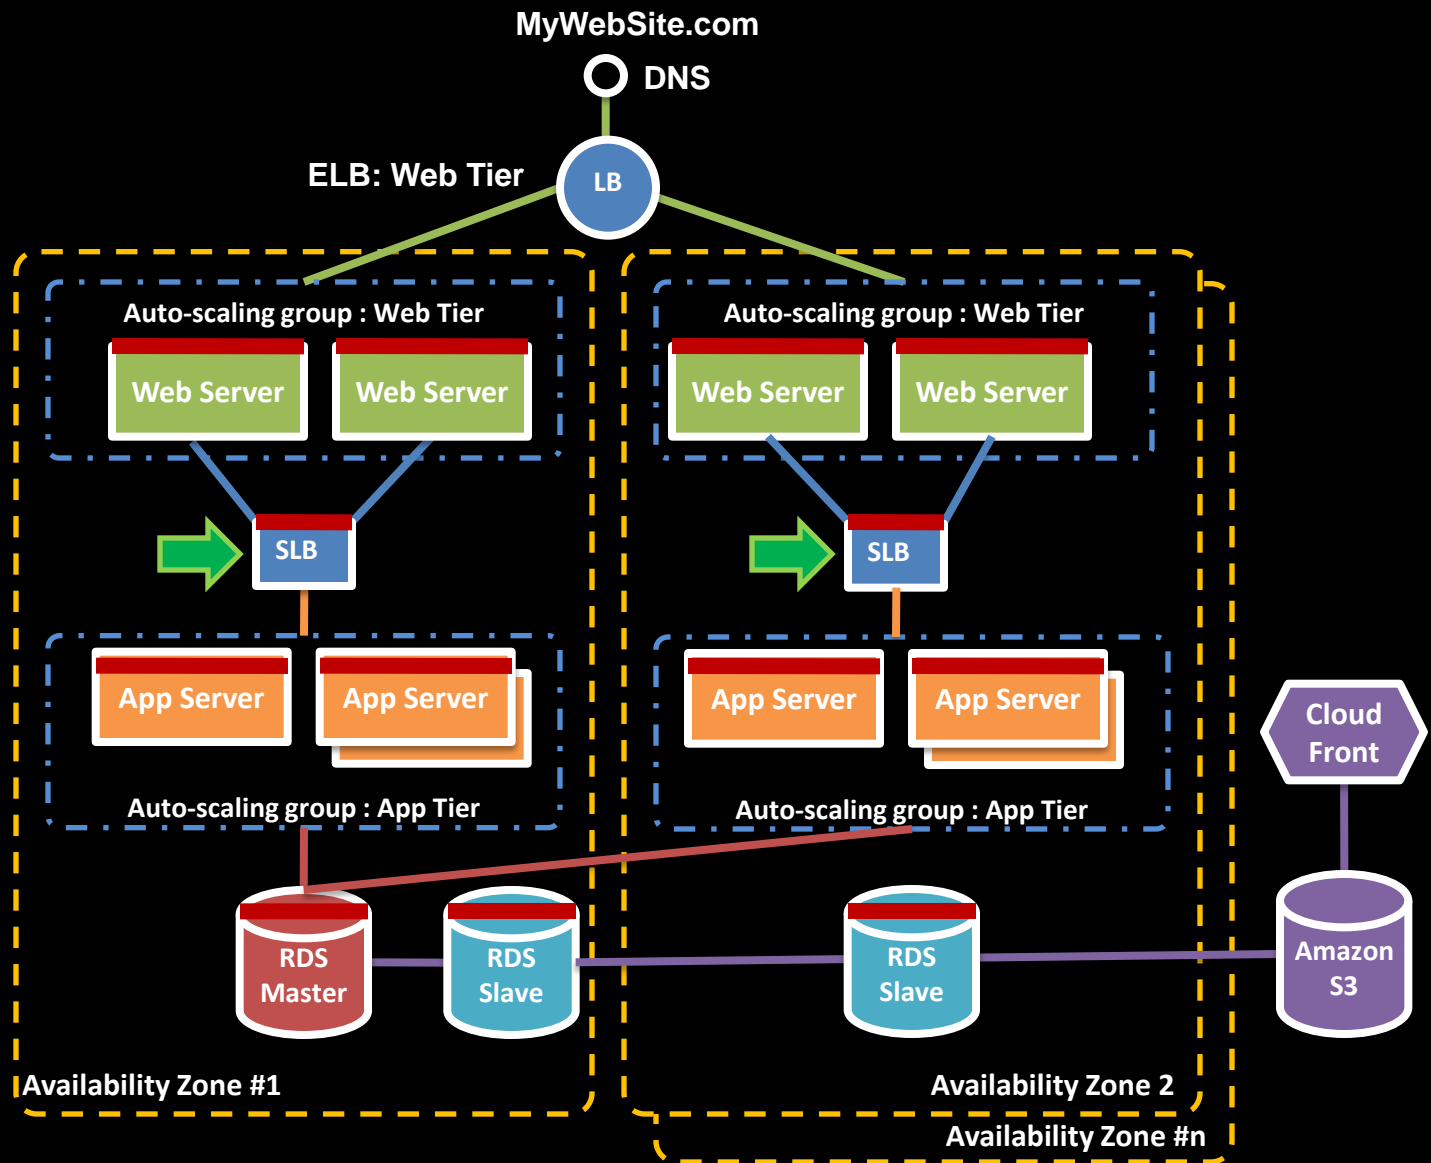 MyWebSite.com
DNS
ELB: Web Tier
LB
Auto-scaling group : Web Tier
Auto-scaling group : Web Tier
Web Server
Web Server
Web Server
Web Server
SLB
SLB
App Server
App Server
App Server
App Server
Cloud
Front
Auto-scaling group : App Tier
Auto-scaling group : App Tier
RDS
Master
RDS
Slave
RDS
Slave
Amazon
S3
Availability Zone #1
Availability Zone 2
Availability Zone #n